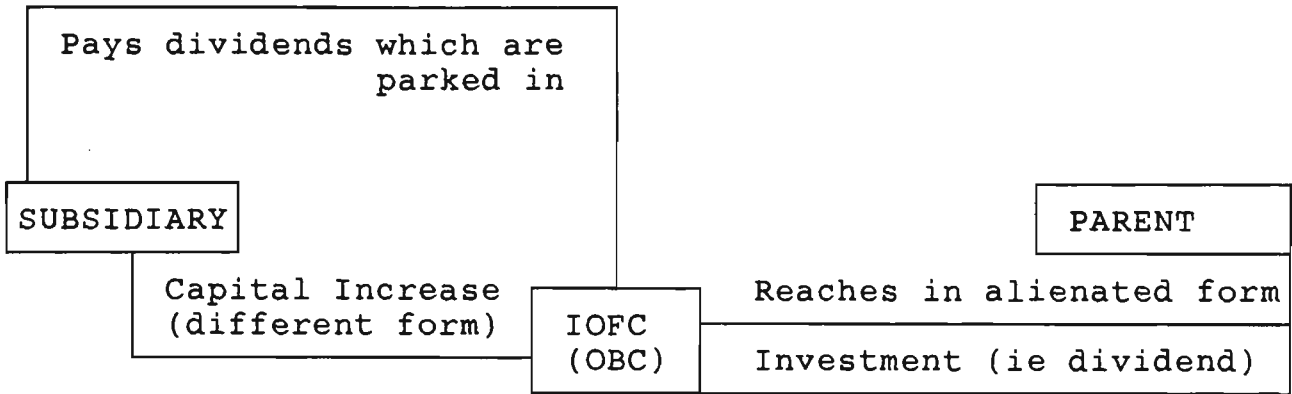 Pays dividends which are
parked in
SUBSIDIARY
PARENT
Capital Increase
(different form)
IOFC
(OBC)
Reaches in alienated form
Investment (ie dividend)